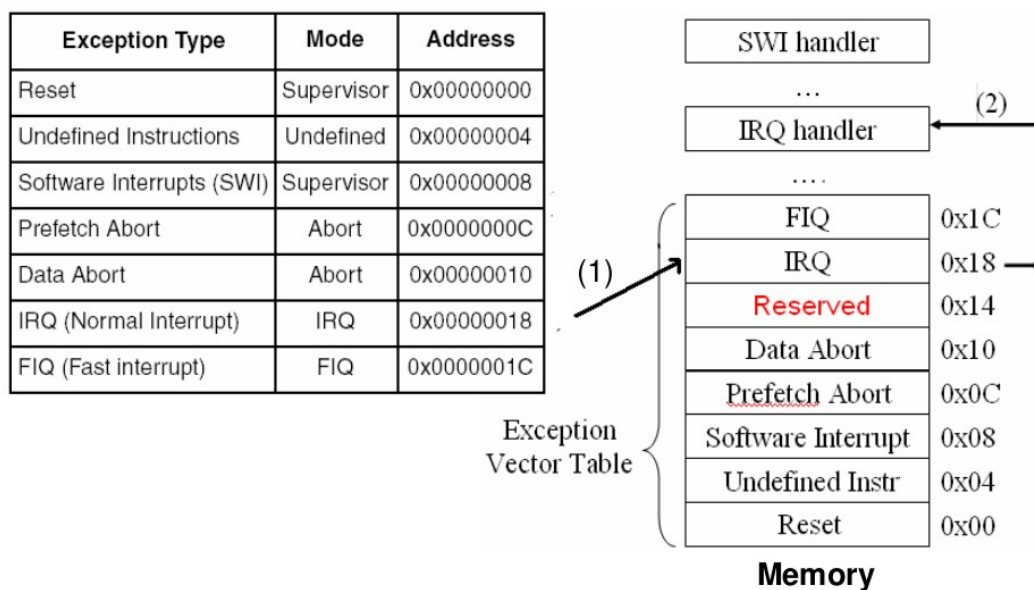 Exception Type Mode Address
Reset Supervisor 0x00000000
Undefined Instructions Undefined 0x00000004
Software Interrupts (SWI) Supervisor 0x00000008
Prefetch Abort Abort 0x0000000C
Data Abort Abort 0x00000010
IRQ (Normal Interrupt) IRQ 0x00000018
FIQ (Fast interrupt) FIQ 0x0000001C
(1)
SWI handler
...
(2)
IRQ handler
....
FIQ 0x1C
IRQ 0x18
Reserved 0x14
Data Abort 0x10
Prefetch Abort 0x0C
Software Interrupt 0x08
Undefined Instr 0x04
Reset 0x00
Exception
Vector Table
Memory